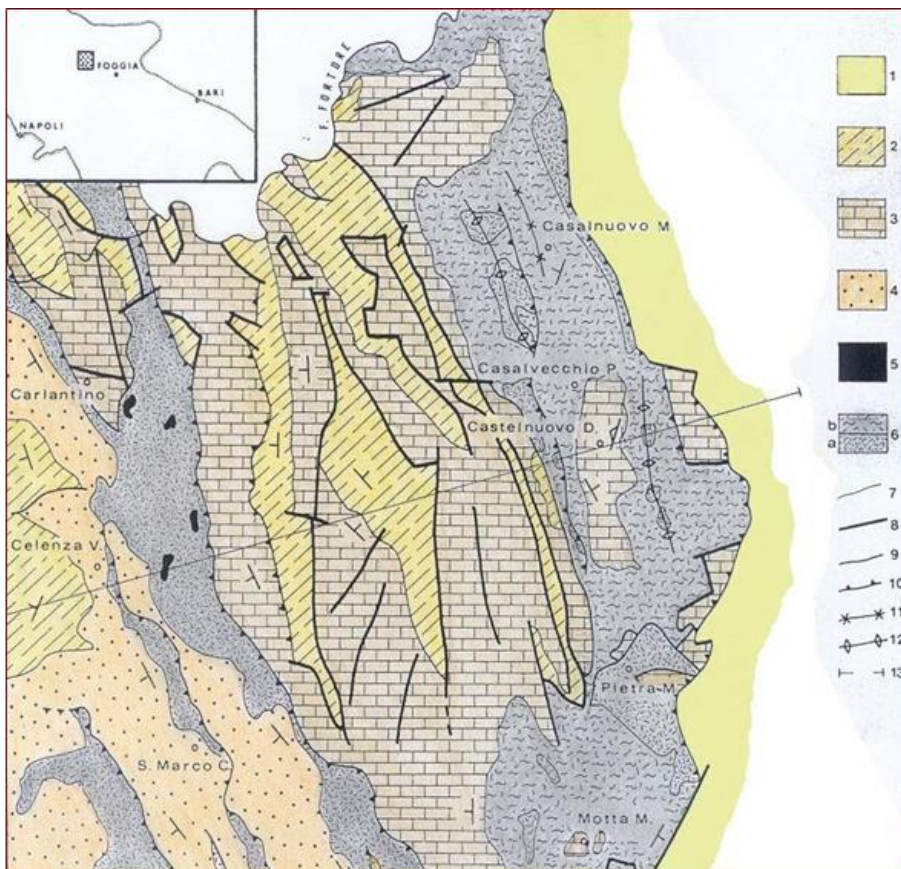 FOGGIA
BARI
NAPOLI
F. FORTORE
Casalnuovo M
Casalvecchio P.
Carlantino
Castelnuovo D.
Celenza V.
Pietra M.
S. Marco C.
Motta M.
1
2
3
4
5
b
a
6
7
8
9
10
11
12
13